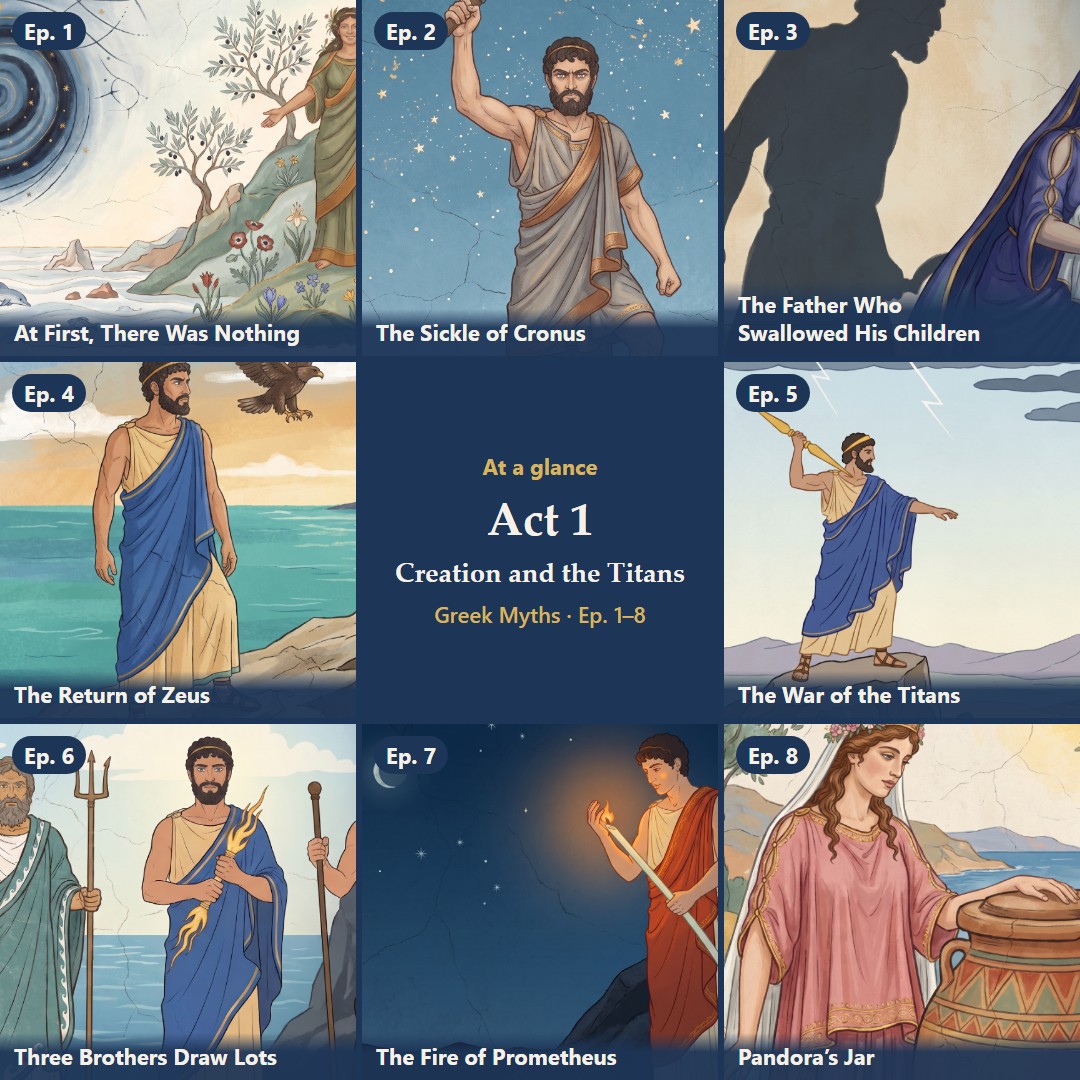 Ep. 1
At First, There Was Nothing
Ep. 2
The Sickle of Cronus
Ep. 3
The Father Who
Swallowed His Children
Ep. 4
The Return of Zeus
At a glance
Act 1
Creation and the Titans
Greek Myths · Ep. 1–8
Ep. 5
The War of the Titans
Ep. 6
Three Brothers Draw Lots
Ep. 7
The Fire of Prometheus
Ep. 8
Pandora’s Jar